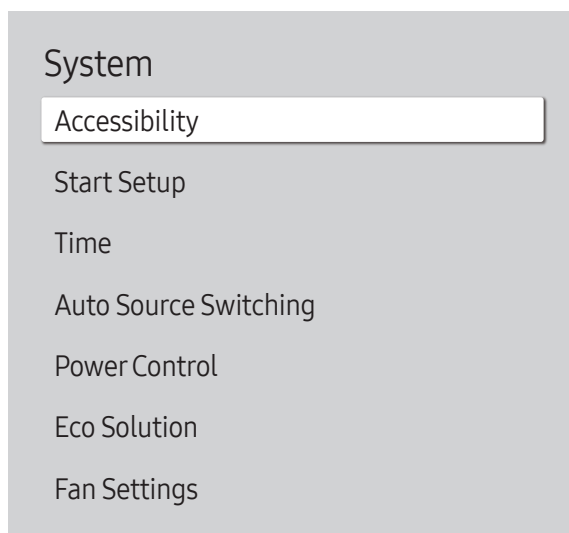 System
Accessibility
Start Setup
Time
Auto Source Switching
Power Control
Eco Solution
Fan Settings